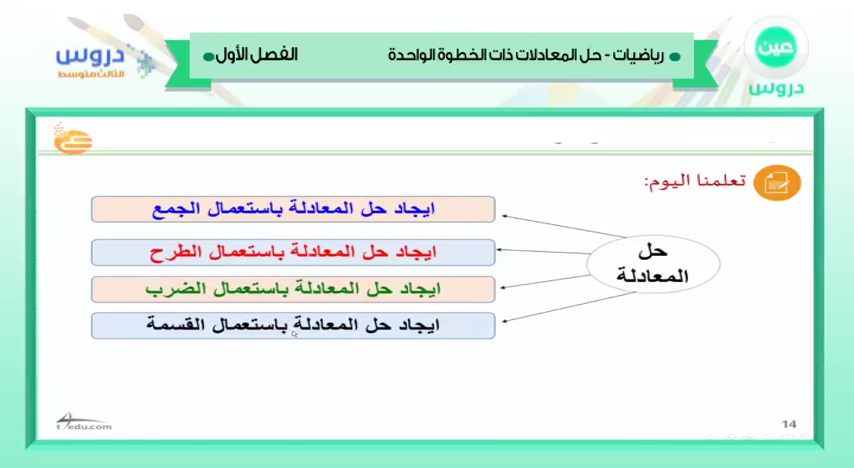 دروس
الثالث متوسط
الفصل الأول
رياضيات - حل المعادلات ذات الخطوة الواحدة
عين
دروس
تعلمنا اليوم:
حل
المعادلة
ايجاد حل المعادلة باستعمال الجمع
ايجاد حل المعادلة باستعمال الطرح
ايجاد حل المعادلة باستعمال الضرب
ايجاد حل المعادلة باستعمال القسمة
t4edu.com
14